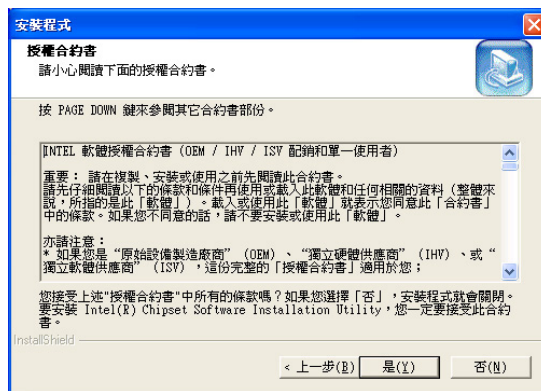 安裝程式
授權合約書
請小心閱讀下面的授權合約書。
按 PAGE DOWN 鍵來參閱其它合約書部份。
INTEL 軟體授權合約書 (OEM / IHV / ISV 配銷和單一使用者)
重要： 請在複製、安裝或使用之前先閱讀此合約書。
請先仔細閱讀以下的條款和條件再使用或載入此軟體和任何相關的資料 (整體來
說，所指的是此「軟體」) 。載入或使用此「軟體」就表示您同意此「合約書」
中的條款。如果您不同意的話，請不要安裝或使用此「軟體」。
亦請注意：
* 如果您是 “原始設備製造廠商” (OEM) 、 “獨立硬體供應商” (IHV) 、或 “
獨立軟體供應商” (ISV) ，這份完整的「授權合約書」適用於您；
您接受上述"授權合約書"中所有的條款嗎？如果您選擇「否」，安裝程式就會關閉。
要安裝 Intel(R) Chipset Software Installation Utility，您一定要接受此合約
書。
InstallShield
< 上一步(B)
是(Y)
否(N)